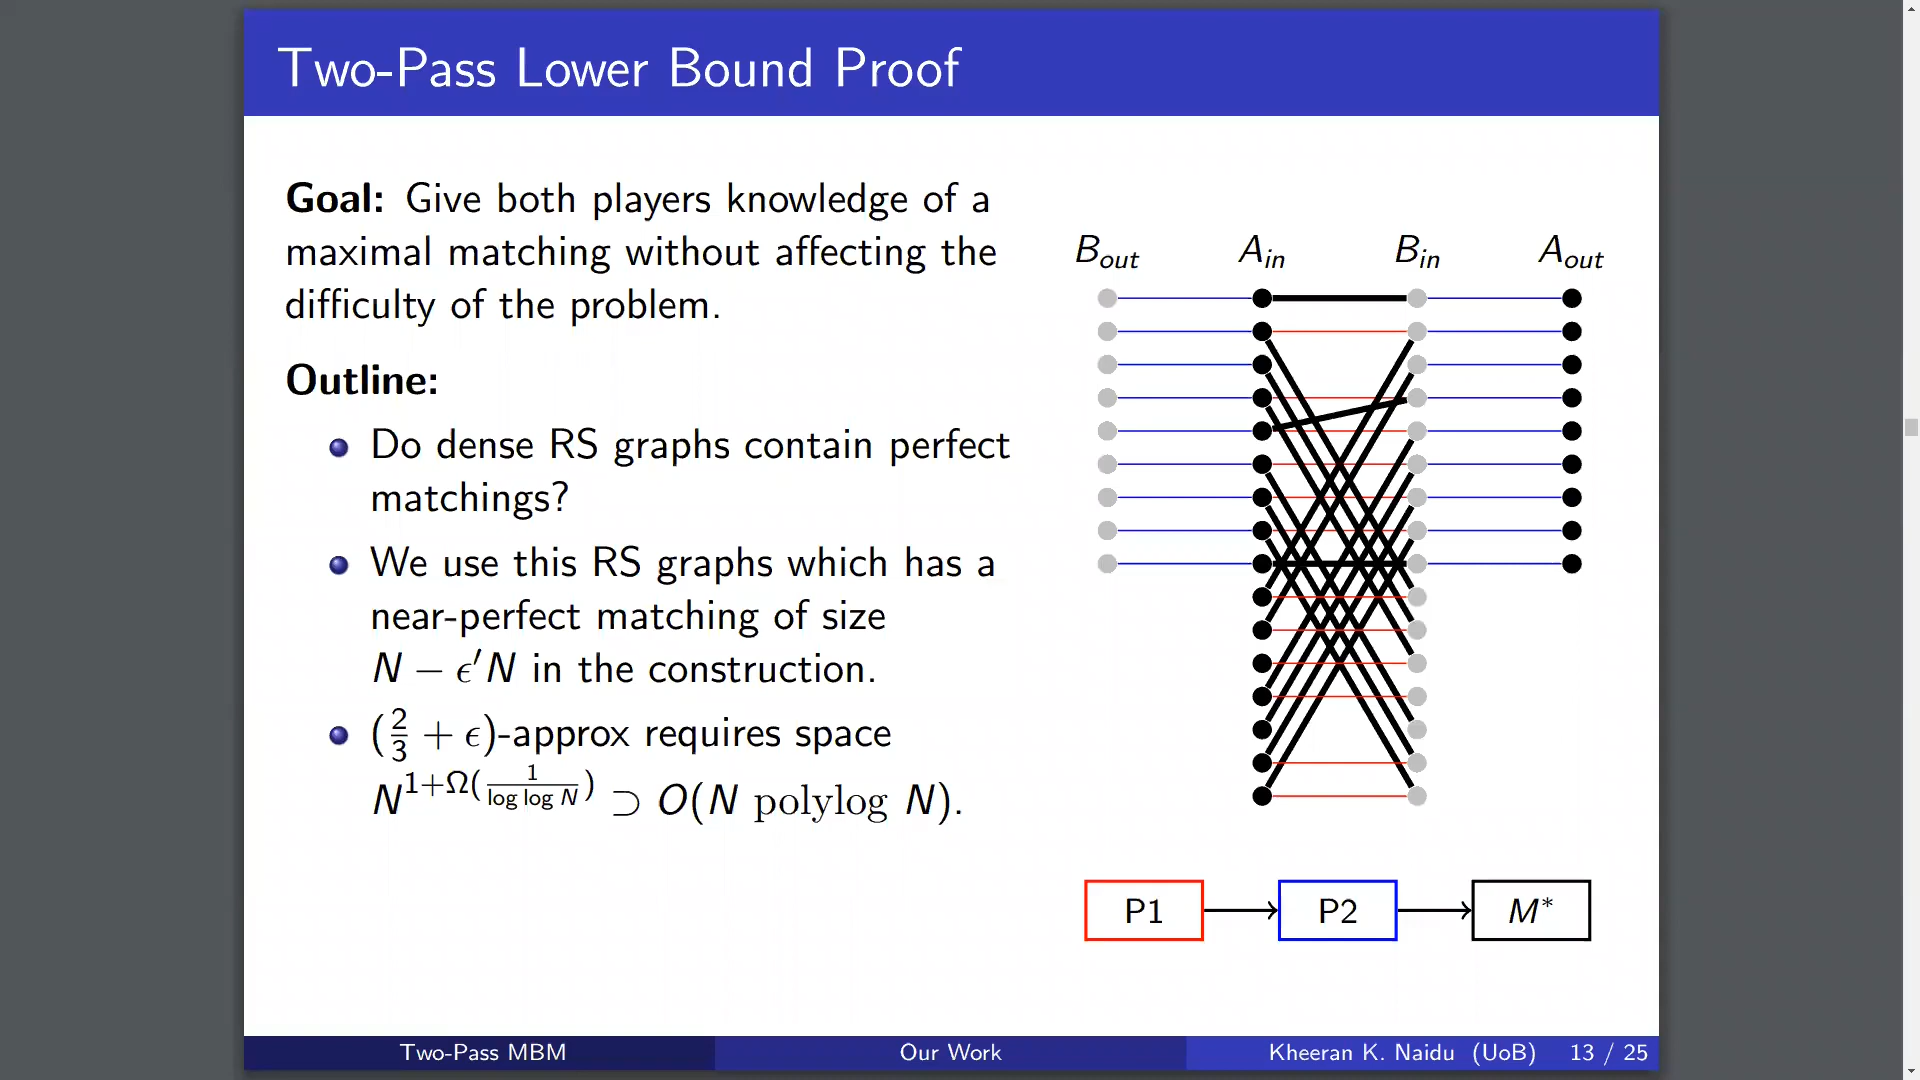 Two-Pass Lower Bound Proof
Goal: Give both players knowledge of a
maximal matching without affecting the
difficulty of the problem.
Outline:
Do dense RS graphs contain perfect
matchings?
We use this RS graphs which has a
near-perfect matching of size
N − ϵ′N in the construction.
(2/3 + ϵ)-approx requires space
N^{1+Ω(1/log log N)} ⊃ O(N polylog N).
B_out A_in B_in A_out
P1 P2 M*
Two-Pass MBM Our Work Kheeran K. Naidu (UoB) 13 / 25